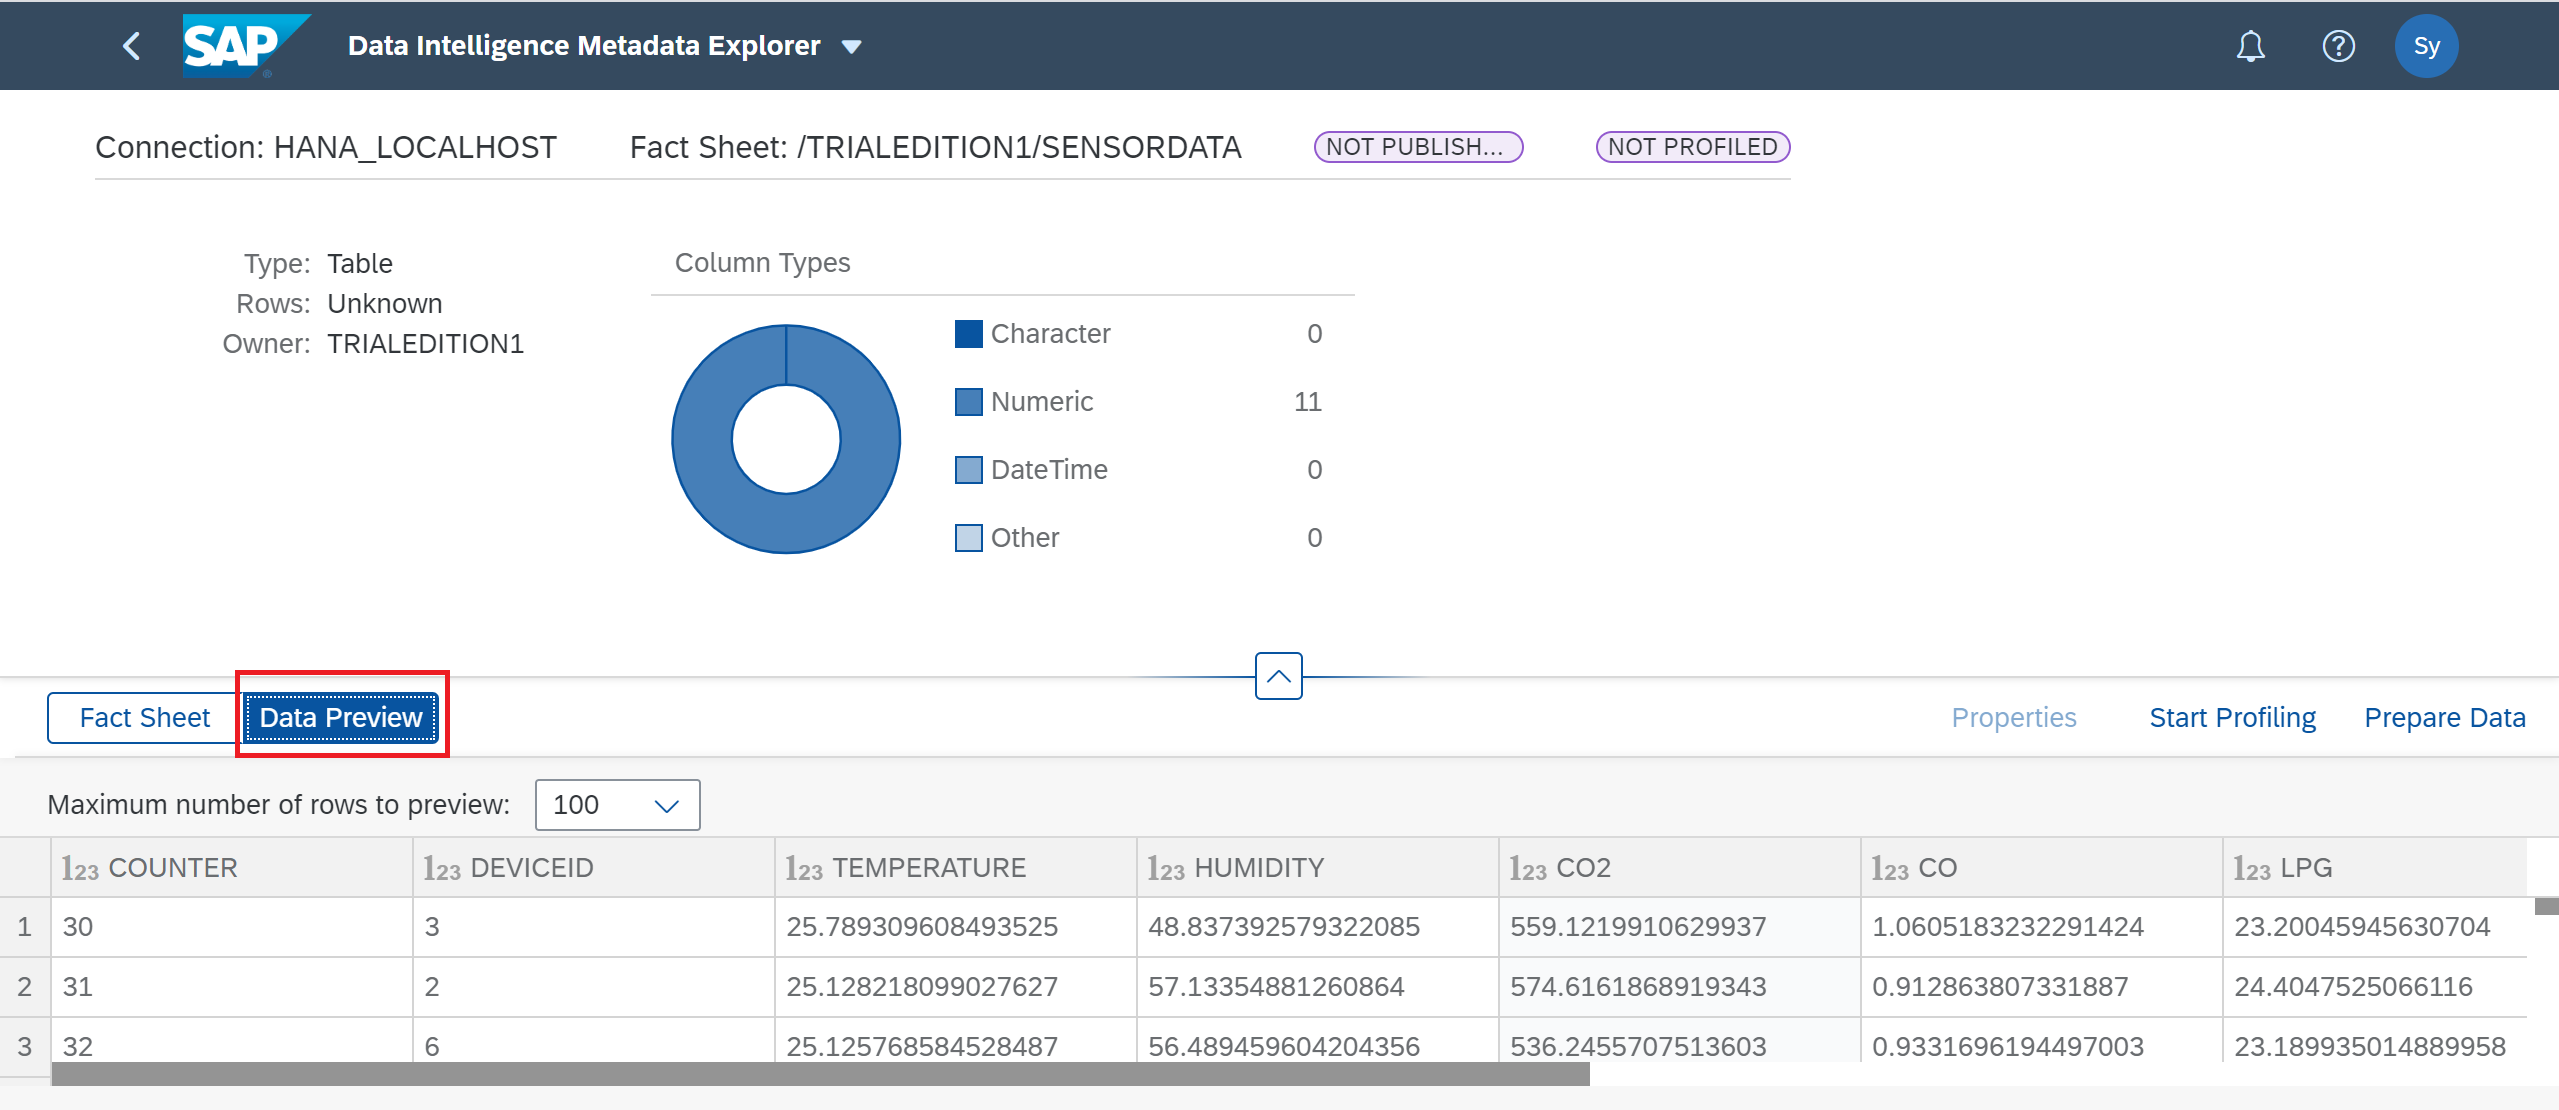 SAP Data Intelligence Metadata Explorer Sy
Connection: HANA_LOCALHOST Fact Sheet: /TRIALEDITION1/SENSORDATA NOT PUBLISH... NOT PROFILED
Type: Table
Rows: Unknown
Owner: TRIALEDITION1
Column Types
Character 0
Numeric 11
DateTime 0
Other 0
Fact Sheet Data Preview Properties Start Profiling Prepare Data
Maximum number of rows to preview: 100
123 COUNTER 123 DEVICEID 123 TEMPERATURE 123 HUMIDITY 123 CO2 123 CO 123 LPG
1 30 3 25.789309608493525 48.837392579322085 559.1219910629937 1.0605183232291424 23.20045945630704
2 31 2 25.128218099027627 57.13354881260864 574.6161868919343 0.912863807331887 24.4047525066116
3 32 6 25.125768584528487 56.489459604204356 536.2455707513603 0.9331696194497003 23.189935014889958